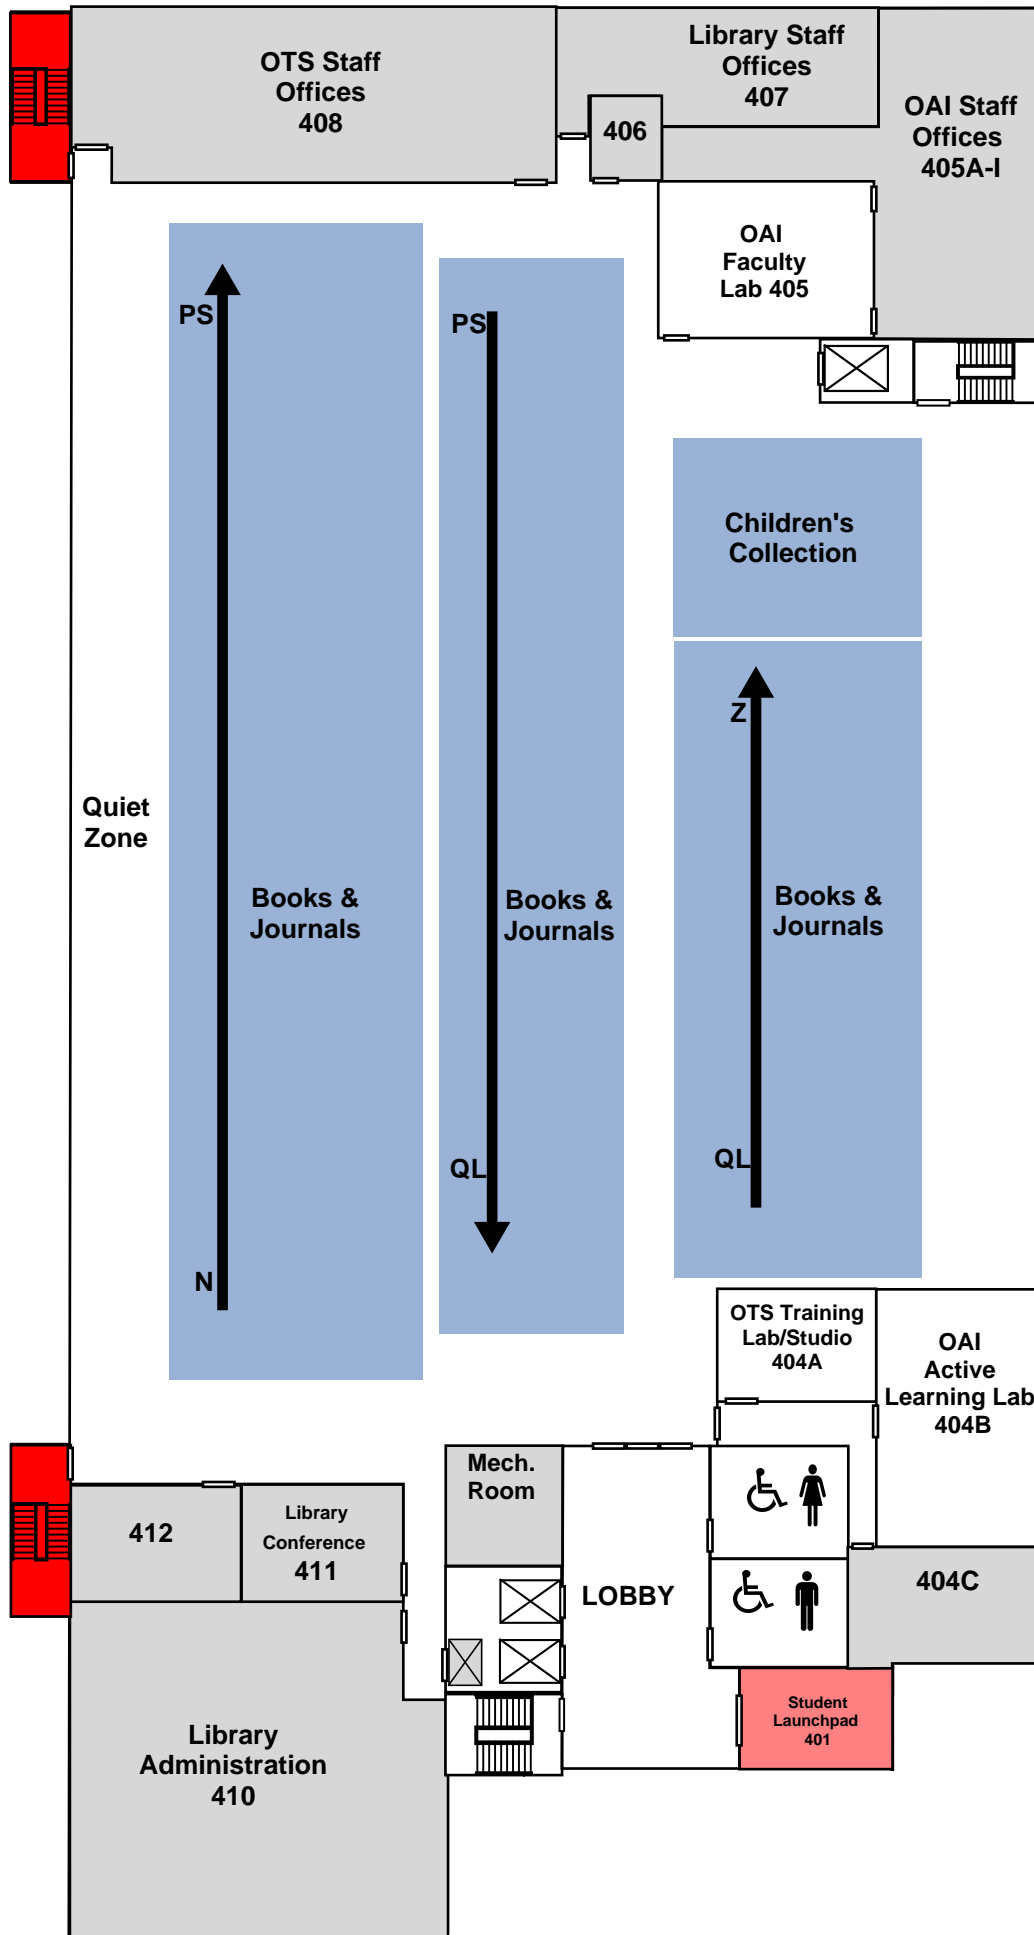 OTS Staff
Offices
408
Library Staff
Offices
407
406
OAI Staff
Offices
405A-I
OAI
Faculty
Lab 405
PS
PS
Children's
Collection
Z
Quiet
Zone
Books &
Journals
Books &
Journals
Books &
Journals
QL
QL
N
OTS Training
Lab/Studio
404A
OAI
Active
Learning Lab
404B
Mech.
Room
412
Library
Conference
411
LOBBY
404C
Student
Launchpad
401
Library
Administration
410